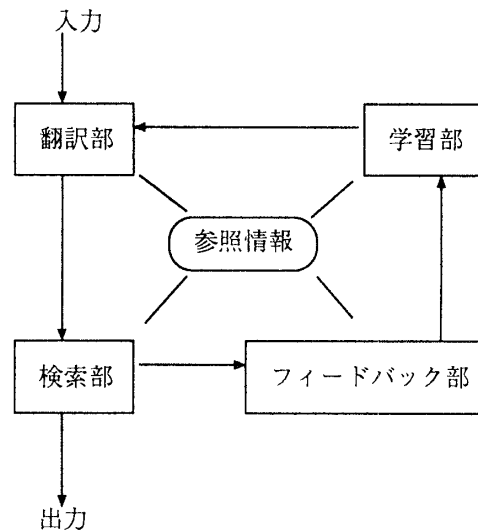 入力
翻訳部
学習部
参照情報
検索部
フィードバック部
出力